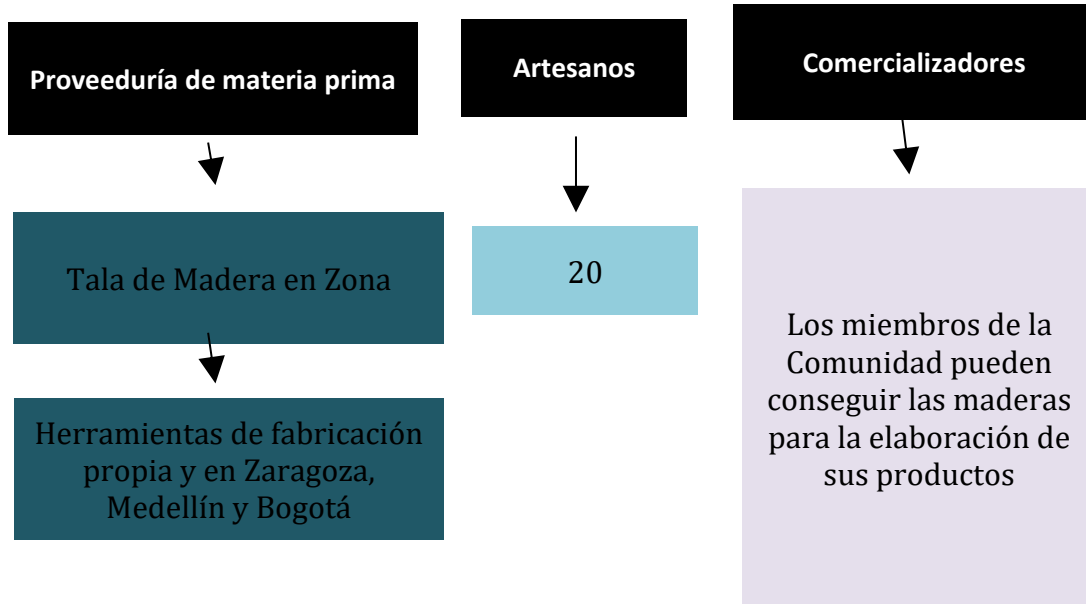 Proveeduría de materia prima
Tala de Madera en Zona
Herramientas de fabricación
propia y en Zaragoza,
Medellín y Bogotá
Artesanos
20
Comercializadores
Los miembros de la
Comunidad pueden
conseguir las maderas
para la elaboración de
sus productos